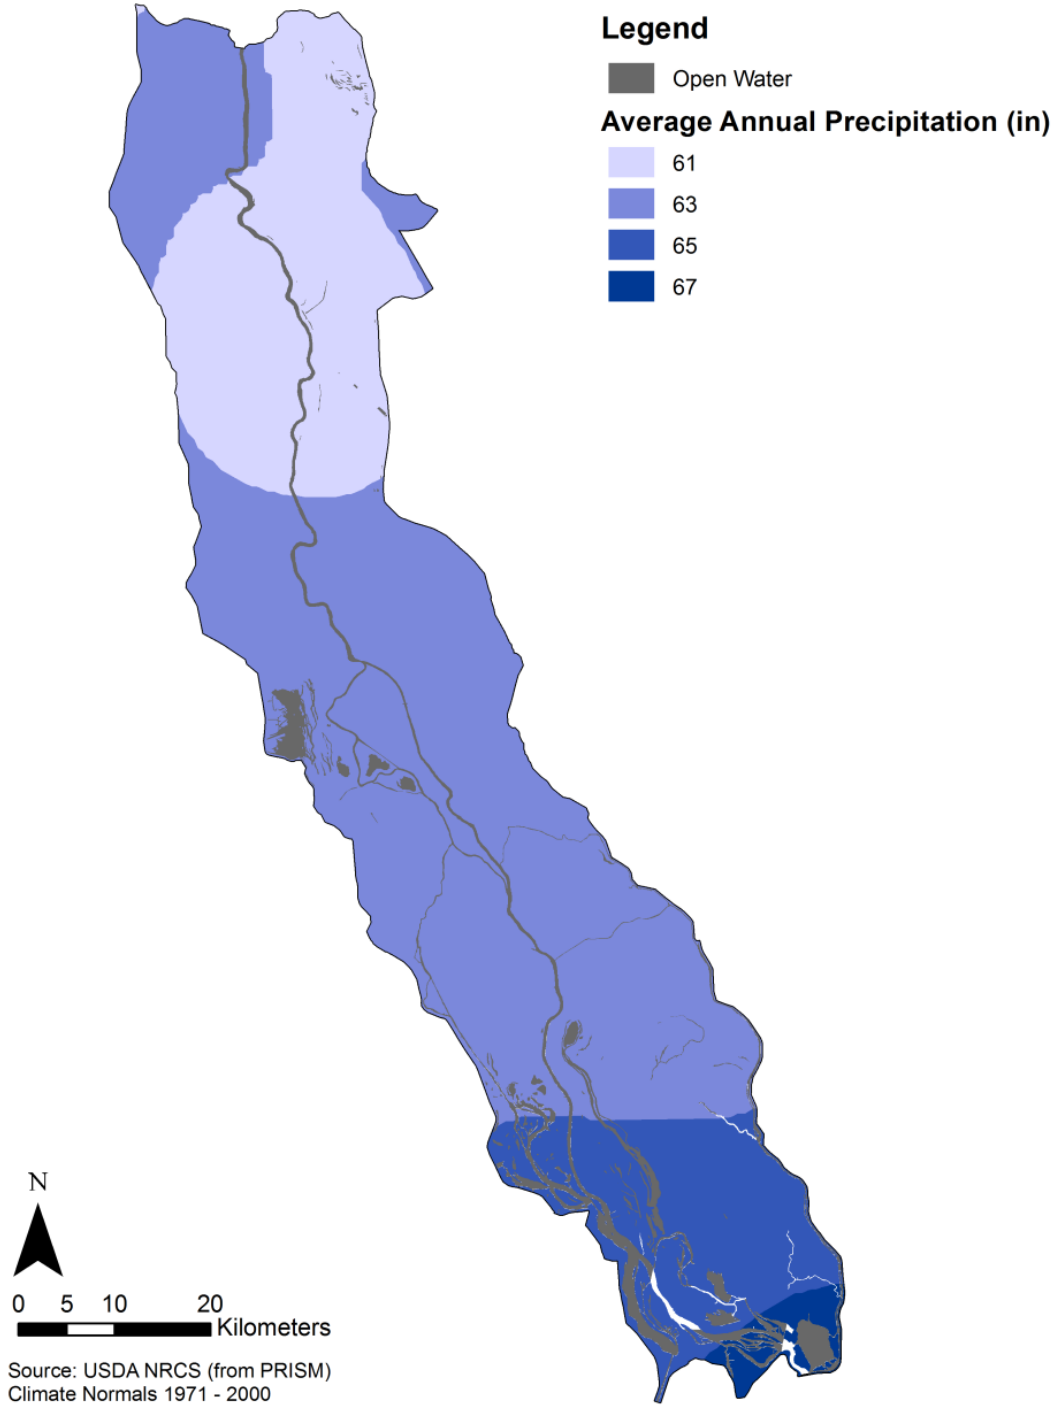 Legend
Open Water
Average Annual Precipitation (in)
61
63
65
67
N
0 5 10 20
Kilometers
Source: USDA NRCS (from PRISM)
Climate Normals 1971 - 2000